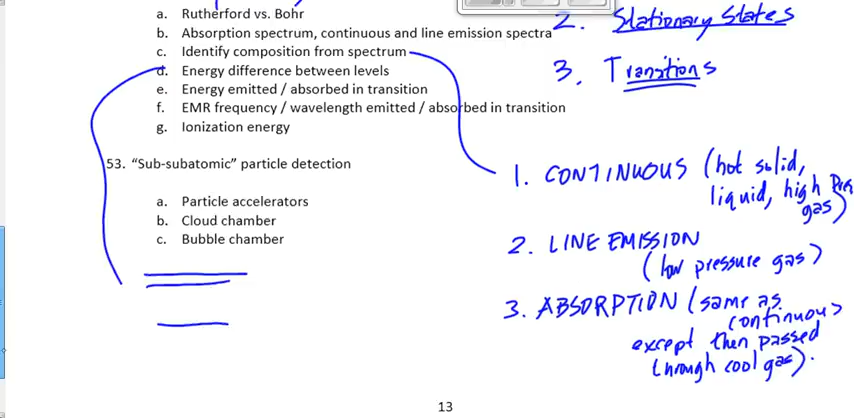 a. Rutherford vs. Bohr
b. Absorption spectrum, continuous and line emission spectra
c. Identify composition from spectrum
d. Energy difference between levels
e. Energy emitted / absorbed in transition
f. EMR frequency / wavelength emitted / absorbed in transition
g. Ionization energy
53. "Sub-subatomic" particle detection
a. Particle accelerators
b. Cloud chamber
c. Bubble chamber
2. Stationary States
3. Transitions
1. CONTINUOUS (hot solid,
liquid, high Pres
gas)
2. LINE EMISSION
(low pressure gas)
3. ABSORPTION (same as
continuous
except then passed
through cool gas).
13